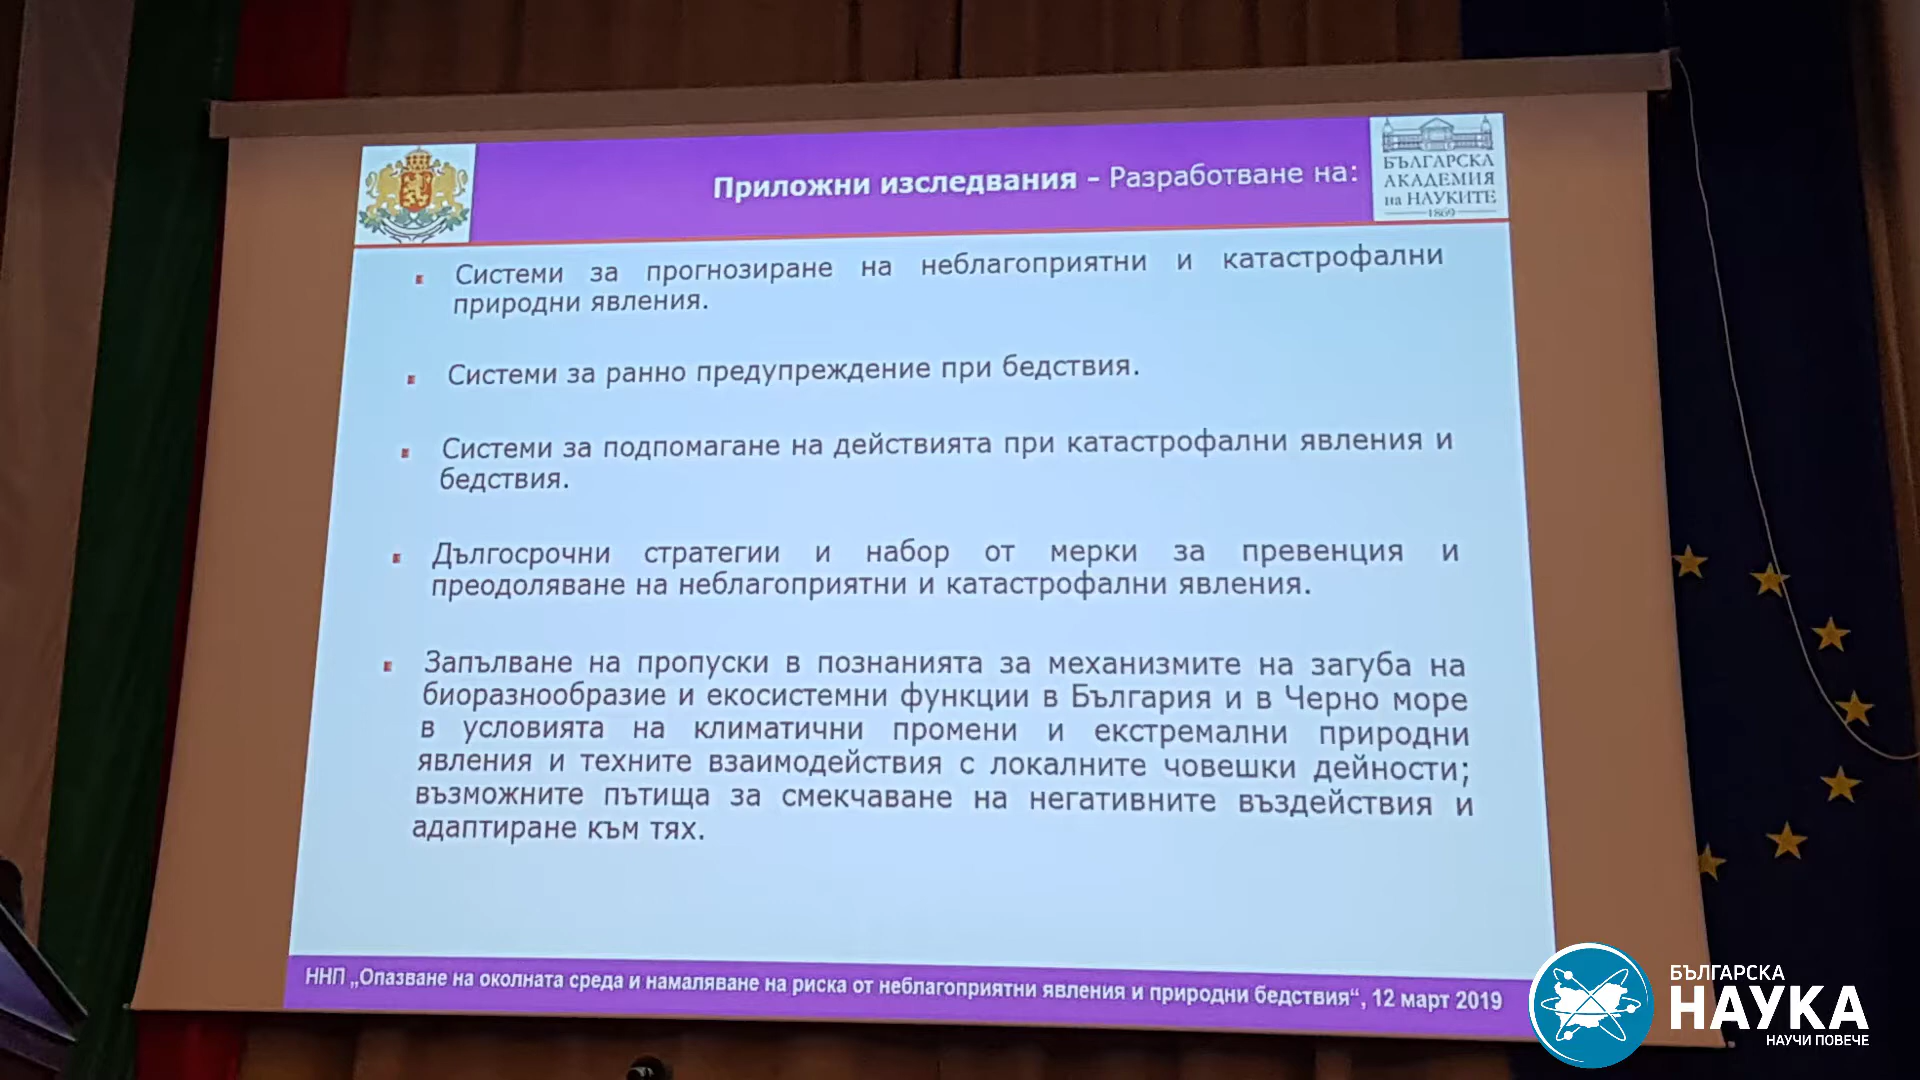 Приложни изследвания – Разработване на:
БЪЛГАРСКА
АКАДЕМИЯ
на НАУКИТЕ
1869
Системи за прогнозиране на неблагоприятни и катастрофални
природни явления.
Системи за ранно предупреждение при бедствия.
Системи за подпомагане на действията при катастрофални явления и
бедствия.
Дългосрочни стратегии и набор от мерки за превенция и
преодоляване на неблагоприятни и катастрофални явления.
Запълване на пропуски в познанията за механизмите на загуба на
биоразнообразие и екосистемни функции в България и в Черно море
в условията на климатични промени и екстремални природни
явления и техните взаимодействия с локалните човешки дейности;
възможните пътища за смекчаване на негативните въздействия и
адаптиране към тях.
ННП „Опазване на околната среда и намаляване на риска от неблагоприятни явления и природни бедствия“, 12 март 2019
БЪЛГАРСКА
НАУКА
НАУЧИ ПОВЕЧЕ